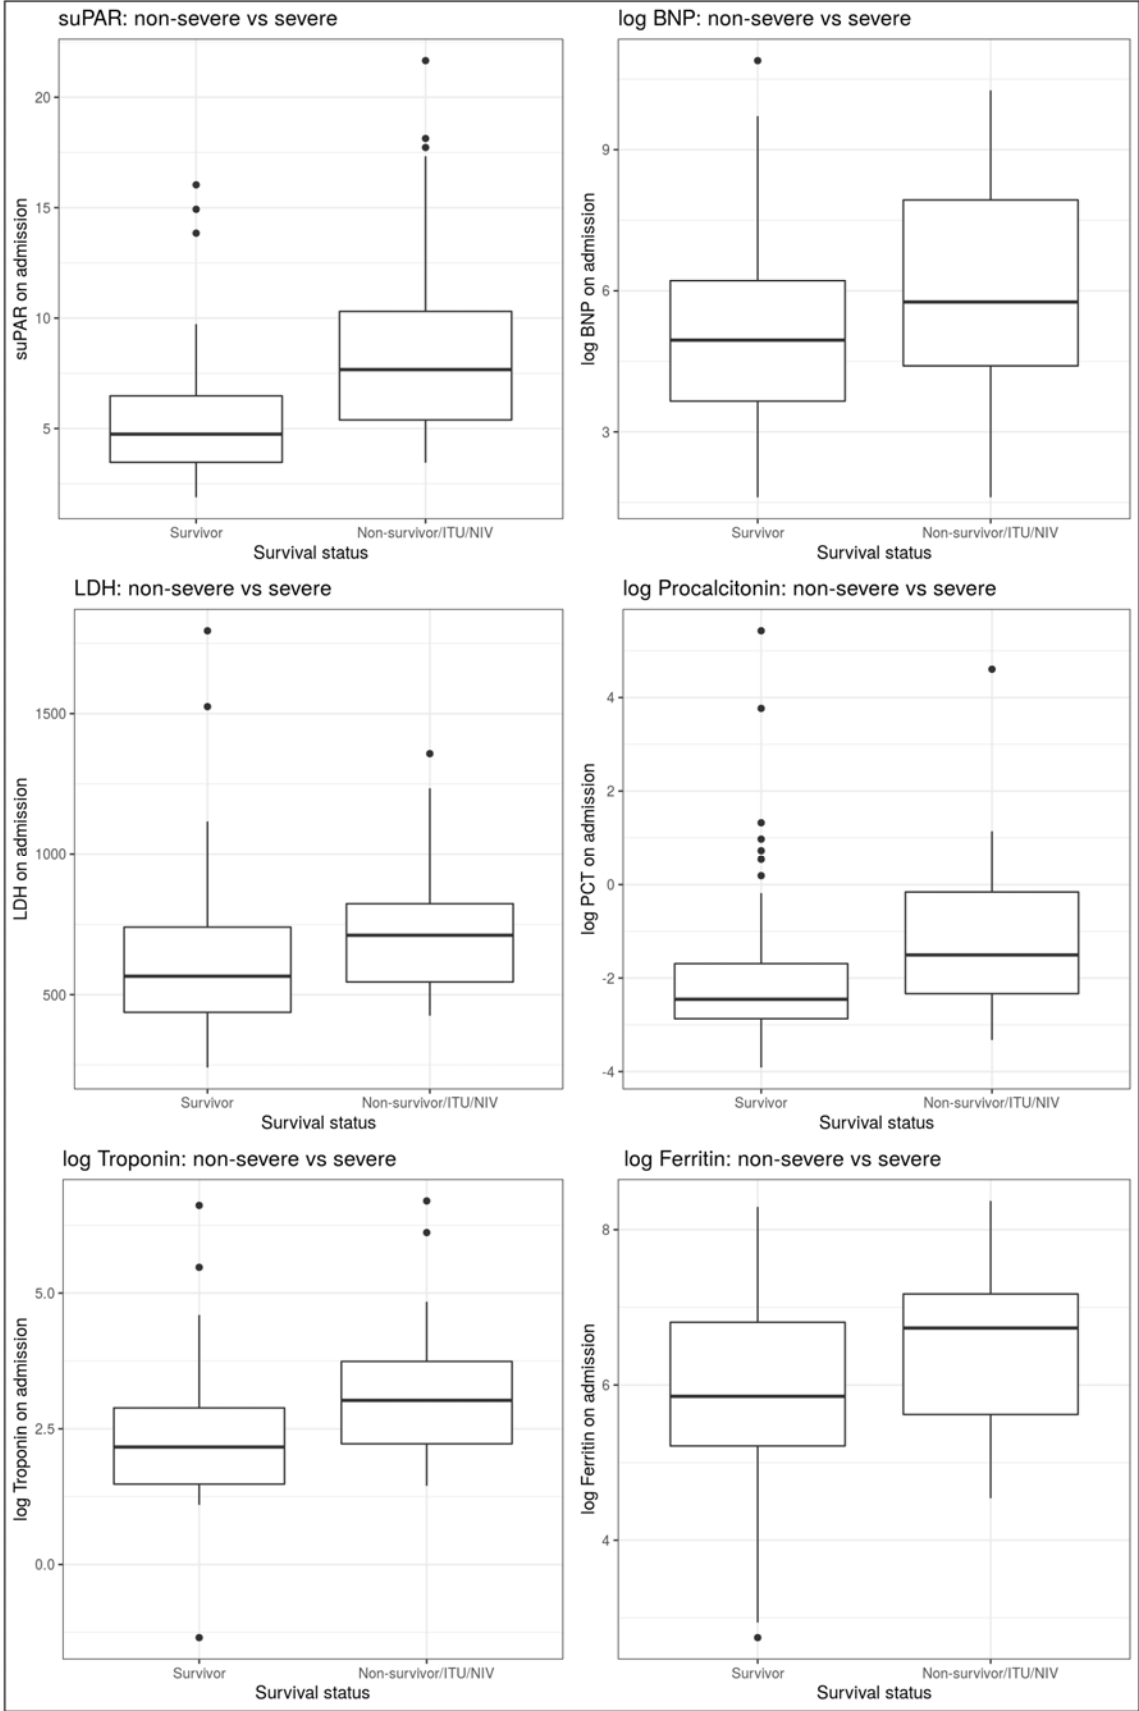 suPAR: non-severe vs severe
suPAR on admission
20
15
10
5
Survivor
Non-survivor/ITU/NIV
Survival status
log BNP: non-severe vs severe
log BNP on admission
9
6
3
Survivor
Non-survivor/ITU/NIV
Survival status
LDH: non-severe vs severe
LDH on admission
1500
1000
500
Survivor
Non-survivor/ITU/NIV
Survival status
log Procalcitonin: non-severe vs severe
log PCT on admission
4
2
0
-2
-4
Survivor
Non-survivor/ITU/NIV
Survival status
log Troponin: non-severe vs severe
log Troponin on admission
5.0
2.5
0.0
Survivor
Non-survivor/ITU/NIV
Survival status
log Ferritin: non-severe vs severe
log Ferritin on admission
8
6
4
Survivor
Non-survivor/ITU/NIV
Survival status